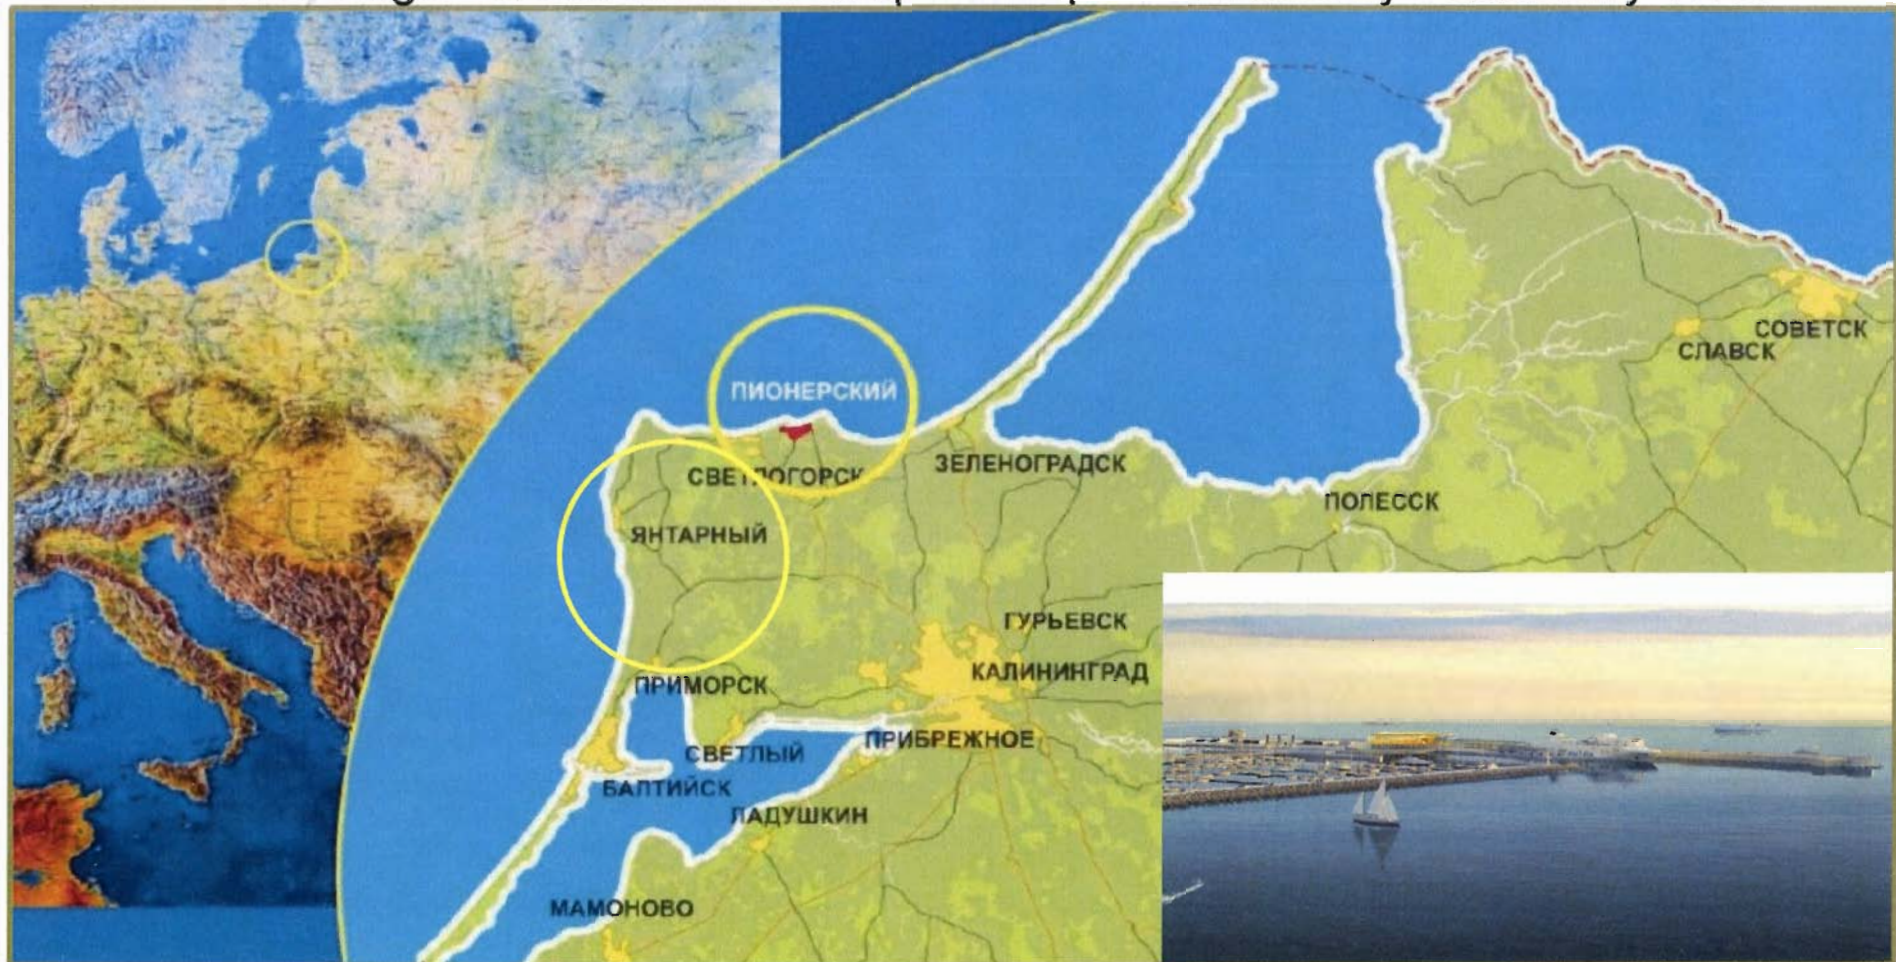 ПИОНЕРСКИЙ
СВЕТЛОГОРСК
ЗЕЛЕНОГРАДСК
ЯНТАРНЫЙ
ПОЛЕССК
СОВЕТСК
СЛАВСК
ГУРЬЕВСК
КАЛИНИНГРАД
ПРИМОРСК
ПРИБРЕЖНОЕ
СВЕТЛЫЙ
БАЛТИЙСК
ЛАДУШКИН
МАМОНОВО